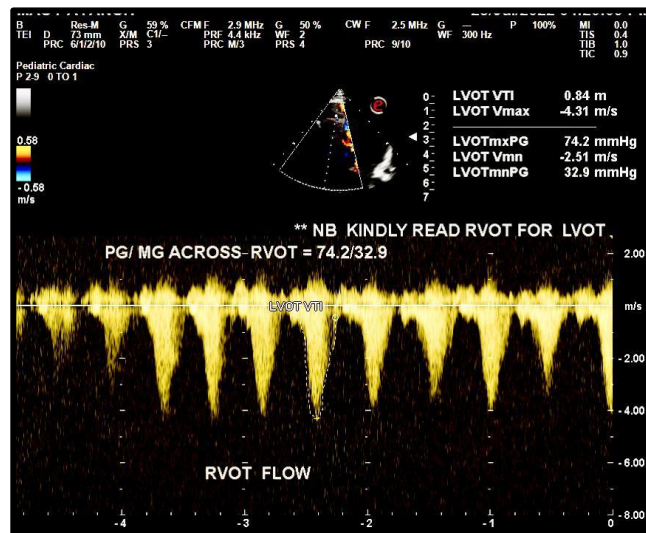 B Res-M G 59 % CFM F 2.9 MHz G 50 % CW F 2.5 MHz G — P 100% MI 0.0
TEI D 73 mm X/M C1/– PRF 4.4 kHz WF 2 WF 300 Hz TIS 0.4
PRC 6/1/2/10 PRS 3 PRC M/3 PRS 4 PRC 9/10 TIB 1.0
TIC 0.9
Pediatric Cardiac
P 2-9 0 TO 1
0.58
-0.58
m/s
0
1
2
3
4
5
6
7
e
LVOT VTI 0.84 m
LVOT Vmax -4.31 m/s
LVOTmxPG 74.2 mmHg
LVOT Vmn -2.51 m/s
LVOTmnPG 32.9 mmHg
** NB KINDLY READ RVOT FOR LVOT
PG/ MG ACROSS RVOT = 74.2/32.9
2.00
LVOT VTI
m/s
-2.00
-4.00
RVOT FLOW
-6.00
-8.00
-4 -3 -2 -1 0